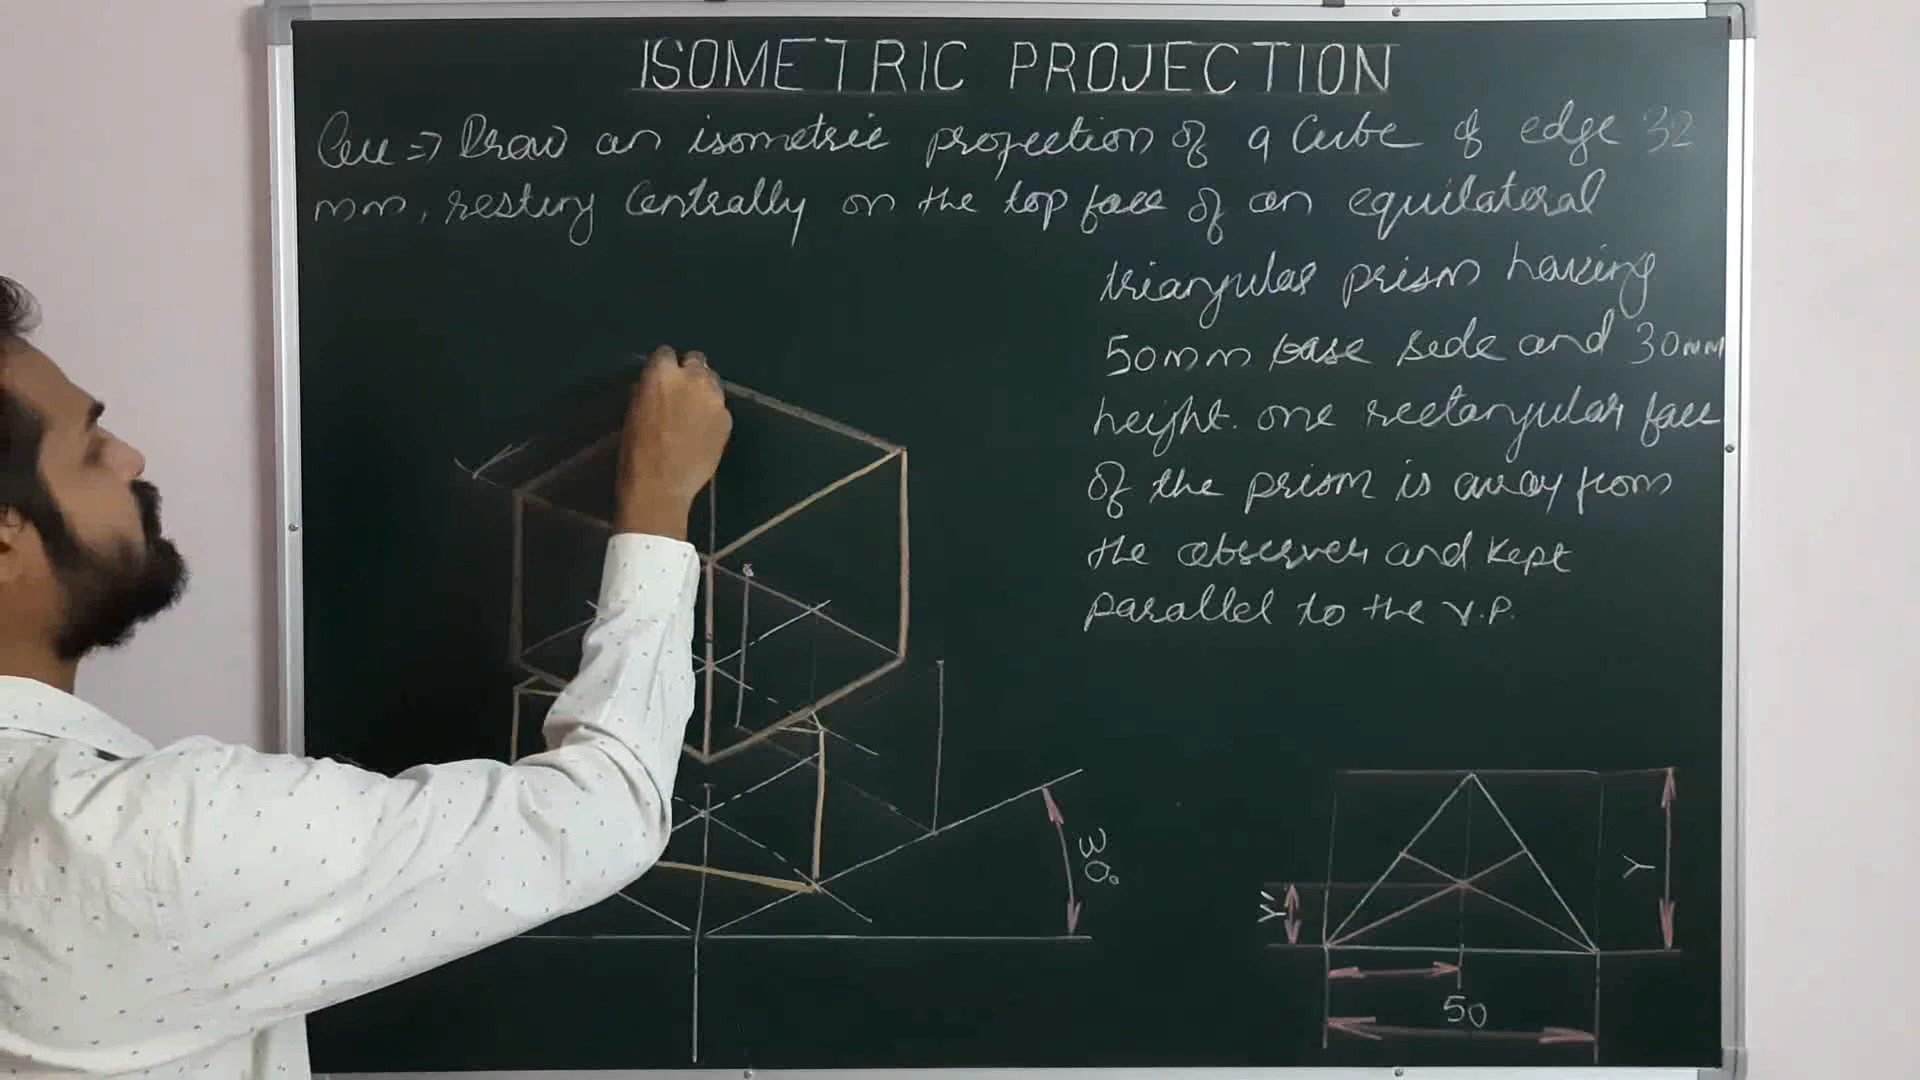 ISOMETRIC PROJECTION
Que => Draw an isometric projection of a Cube of edge 32
mm, resting Centrally on the top face of an equilateral
triangular prism having
50mm base side and 30mm
height. one rectangular face
of the prism is away from
the observer and kept
parallel to the V.P.
30°
Y
Y'
50